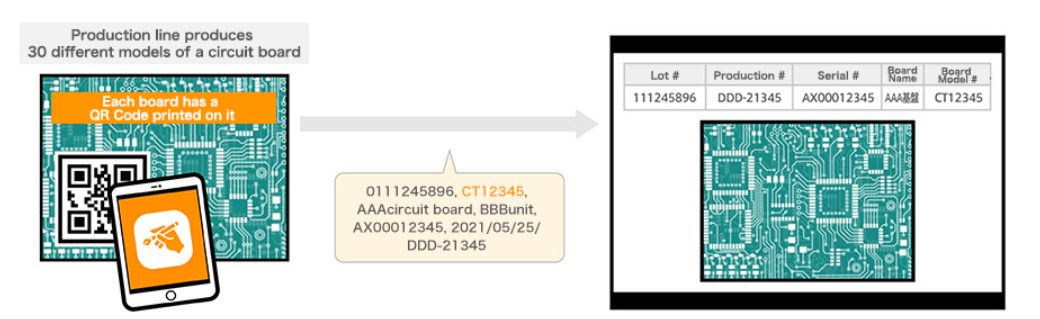 Production line produces
30 different models of a circuit board
Each board has a
QR Code printed on it
0111245896, CT12345,
AAAcircuit board, BBBunit,
AX00012345, 2021/05/25/
DDD-21345
Lot # Production # Serial # Board Name Board Model #
111245896 DDD-21345 AX00012345 AAA基盤 CT12345